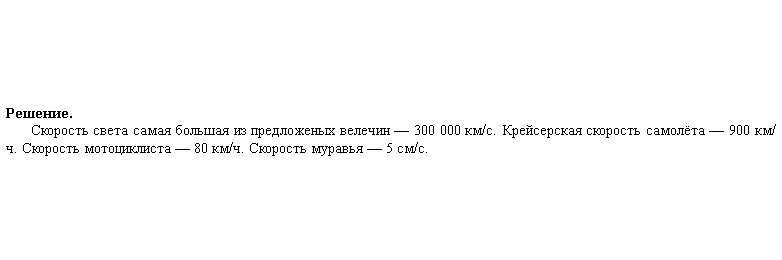 Решение.
Скорость света самая большая из предложеных велечин — 300 000 км/с. Крейсерская скорость самолёта — 900 км/
ч. Скорость мотоциклиста — 80 км/ч. Скорость муравья — 5 см/с.